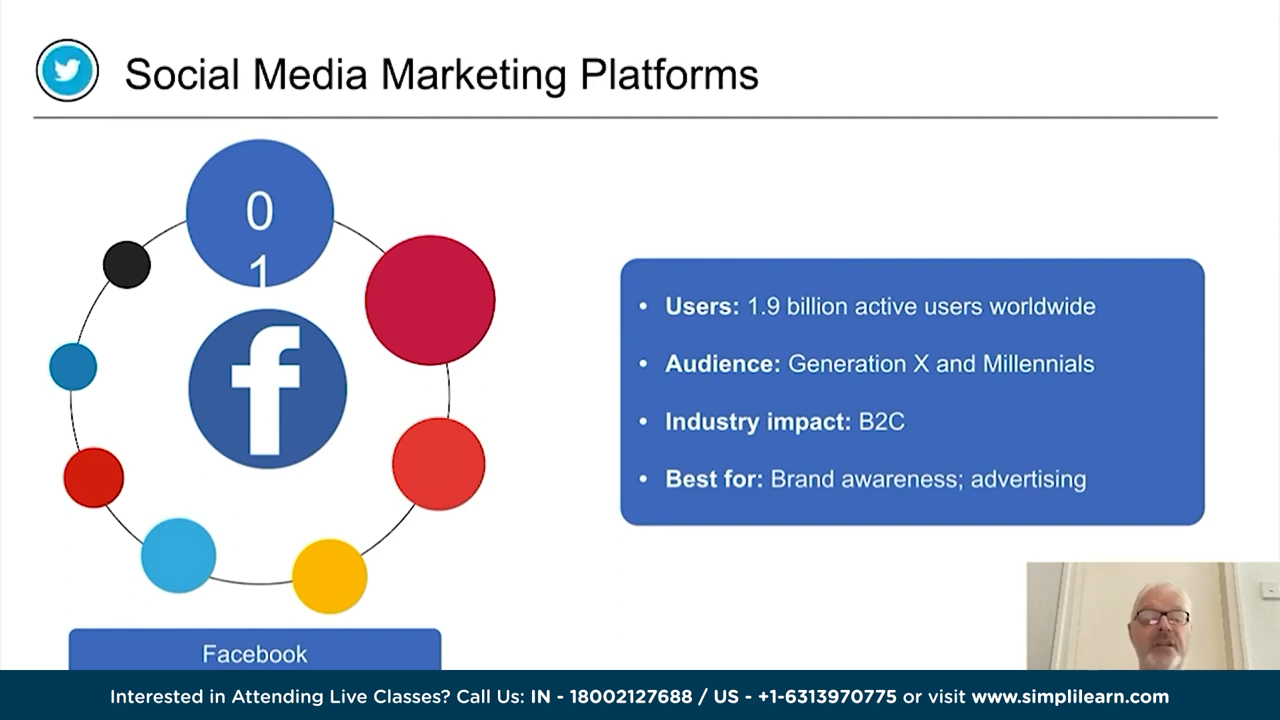 Social Media Marketing Platforms
0
1
f
• Users: 1.9 billion active users worldwide
• Audience: Generation X and Millennials
• Industry impact: B2C
• Best for: Brand awareness; advertising
Facebook
Interested in Attending Live Classes? Call Us: IN - 18002127688 / US - +1-6313970775 or visit www.simplilearn.com